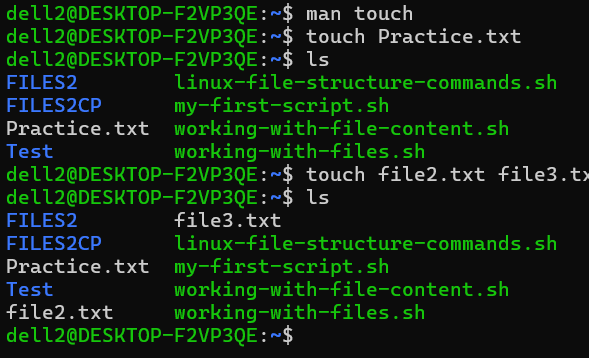 dell2@DESKTOP-F2VP3QE:~$ man touch
dell2@DESKTOP-F2VP3QE:~$ touch Practice.txt
dell2@DESKTOP-F2VP3QE:~$ ls
FILES2        linux-file-structure-commands.sh
FILES2CP      my-first-script.sh
Practice.txt  working-with-file-content.sh
Test          working-with-files.sh
dell2@DESKTOP-F2VP3QE:~$ touch file2.txt file3.tx
dell2@DESKTOP-F2VP3QE:~$ ls
FILES2        file3.txt
FILES2CP      linux-file-structure-commands.sh
Practice.txt  my-first-script.sh
Test          working-with-file-content.sh
file2.txt     working-with-files.sh
dell2@DESKTOP-F2VP3QE:~$